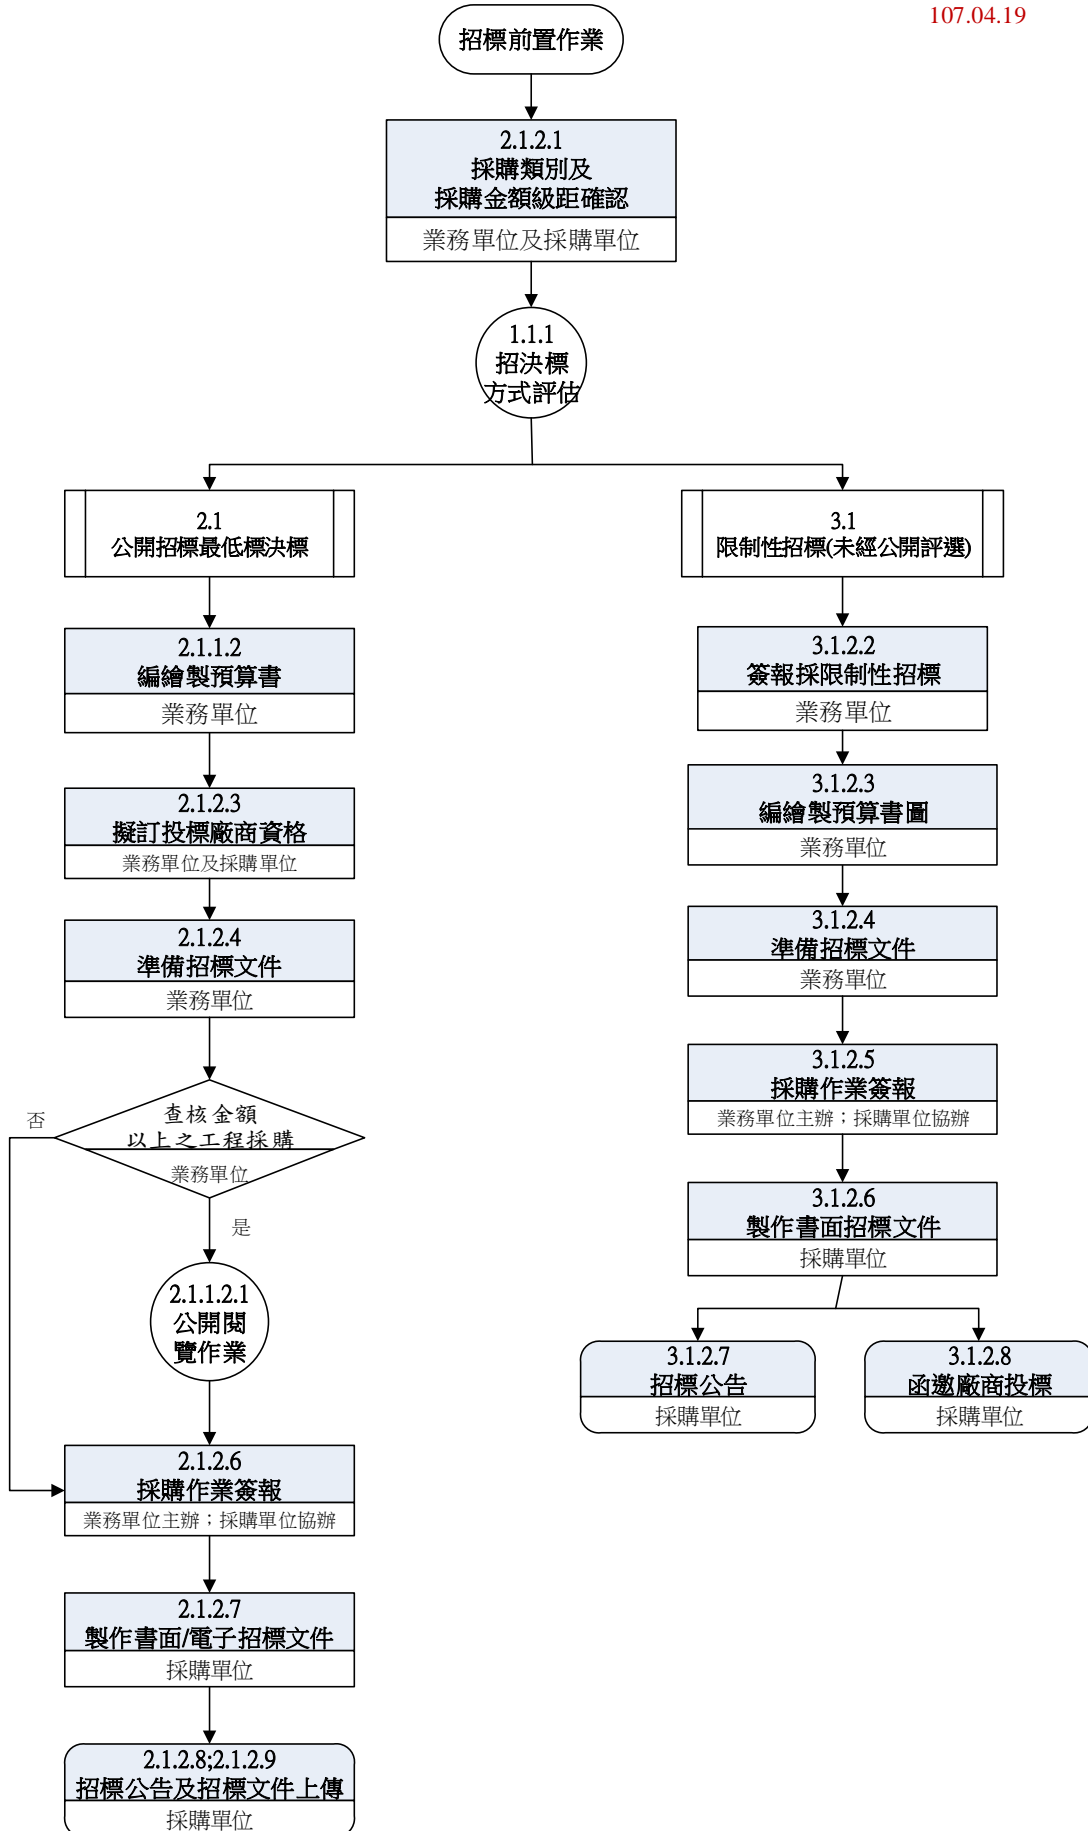 107.04.19
招標前置作業
2.1.2.1
採購類別及
採購金額級距確認
業務單位及採購單位
1.1.1
招決標
方式評估
2.1
公開招標最低標決標
2.1.1.2
編繪製預算書
業務單位
2.1.2.3
擬訂投標廠商資格
業務單位及採購單位
2.1.2.4
準備招標文件
業務單位
查核金額
以上之工程採購
業務單位
否
是
2.1.1.2.1
公開閱
覽作業
2.1.2.6
採購作業簽報
業務單位主辦；採購單位協辦
2.1.2.7
製作書面/電子招標文件
採購單位
2.1.2.8;2.1.2.9
招標公告及招標文件上傳
採購單位
3.1
限制性招標(未經公開評選)
3.1.2.2
簽報採限制性招標
業務單位
3.1.2.3
編繪製預算書圖
業務單位
3.1.2.4
準備招標文件
業務單位
3.1.2.5
採購作業簽報
業務單位主辦；採購單位協辦
3.1.2.6
製作書面招標文件
採購單位
3.1.2.7
招標公告
採購單位
3.1.2.8
函邀廠商投標
採購單位